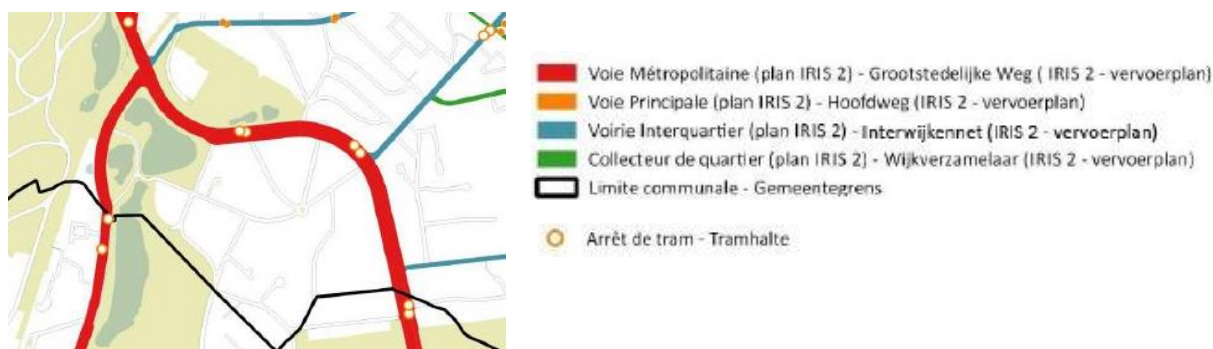 Voie Métropolitaine (plan IRIS 2) - Grootstedelijke Weg ( IRIS 2 - vervoerplan)
Voie Principale (plan IRIS 2) - Hoofdweg (IRIS 2 - vervoerplan)
Voirie Interquartier (plan IRIS 2) - Interwijkennet (IRIS 2 - vervoerplan)
Collecteur de quartier (plan IRIS 2) - Wijkverzamelaar (IRIS 2 - vervoerplan)
Limite communale - Gemeentegrens
Arrêt de tram - Tramhalte